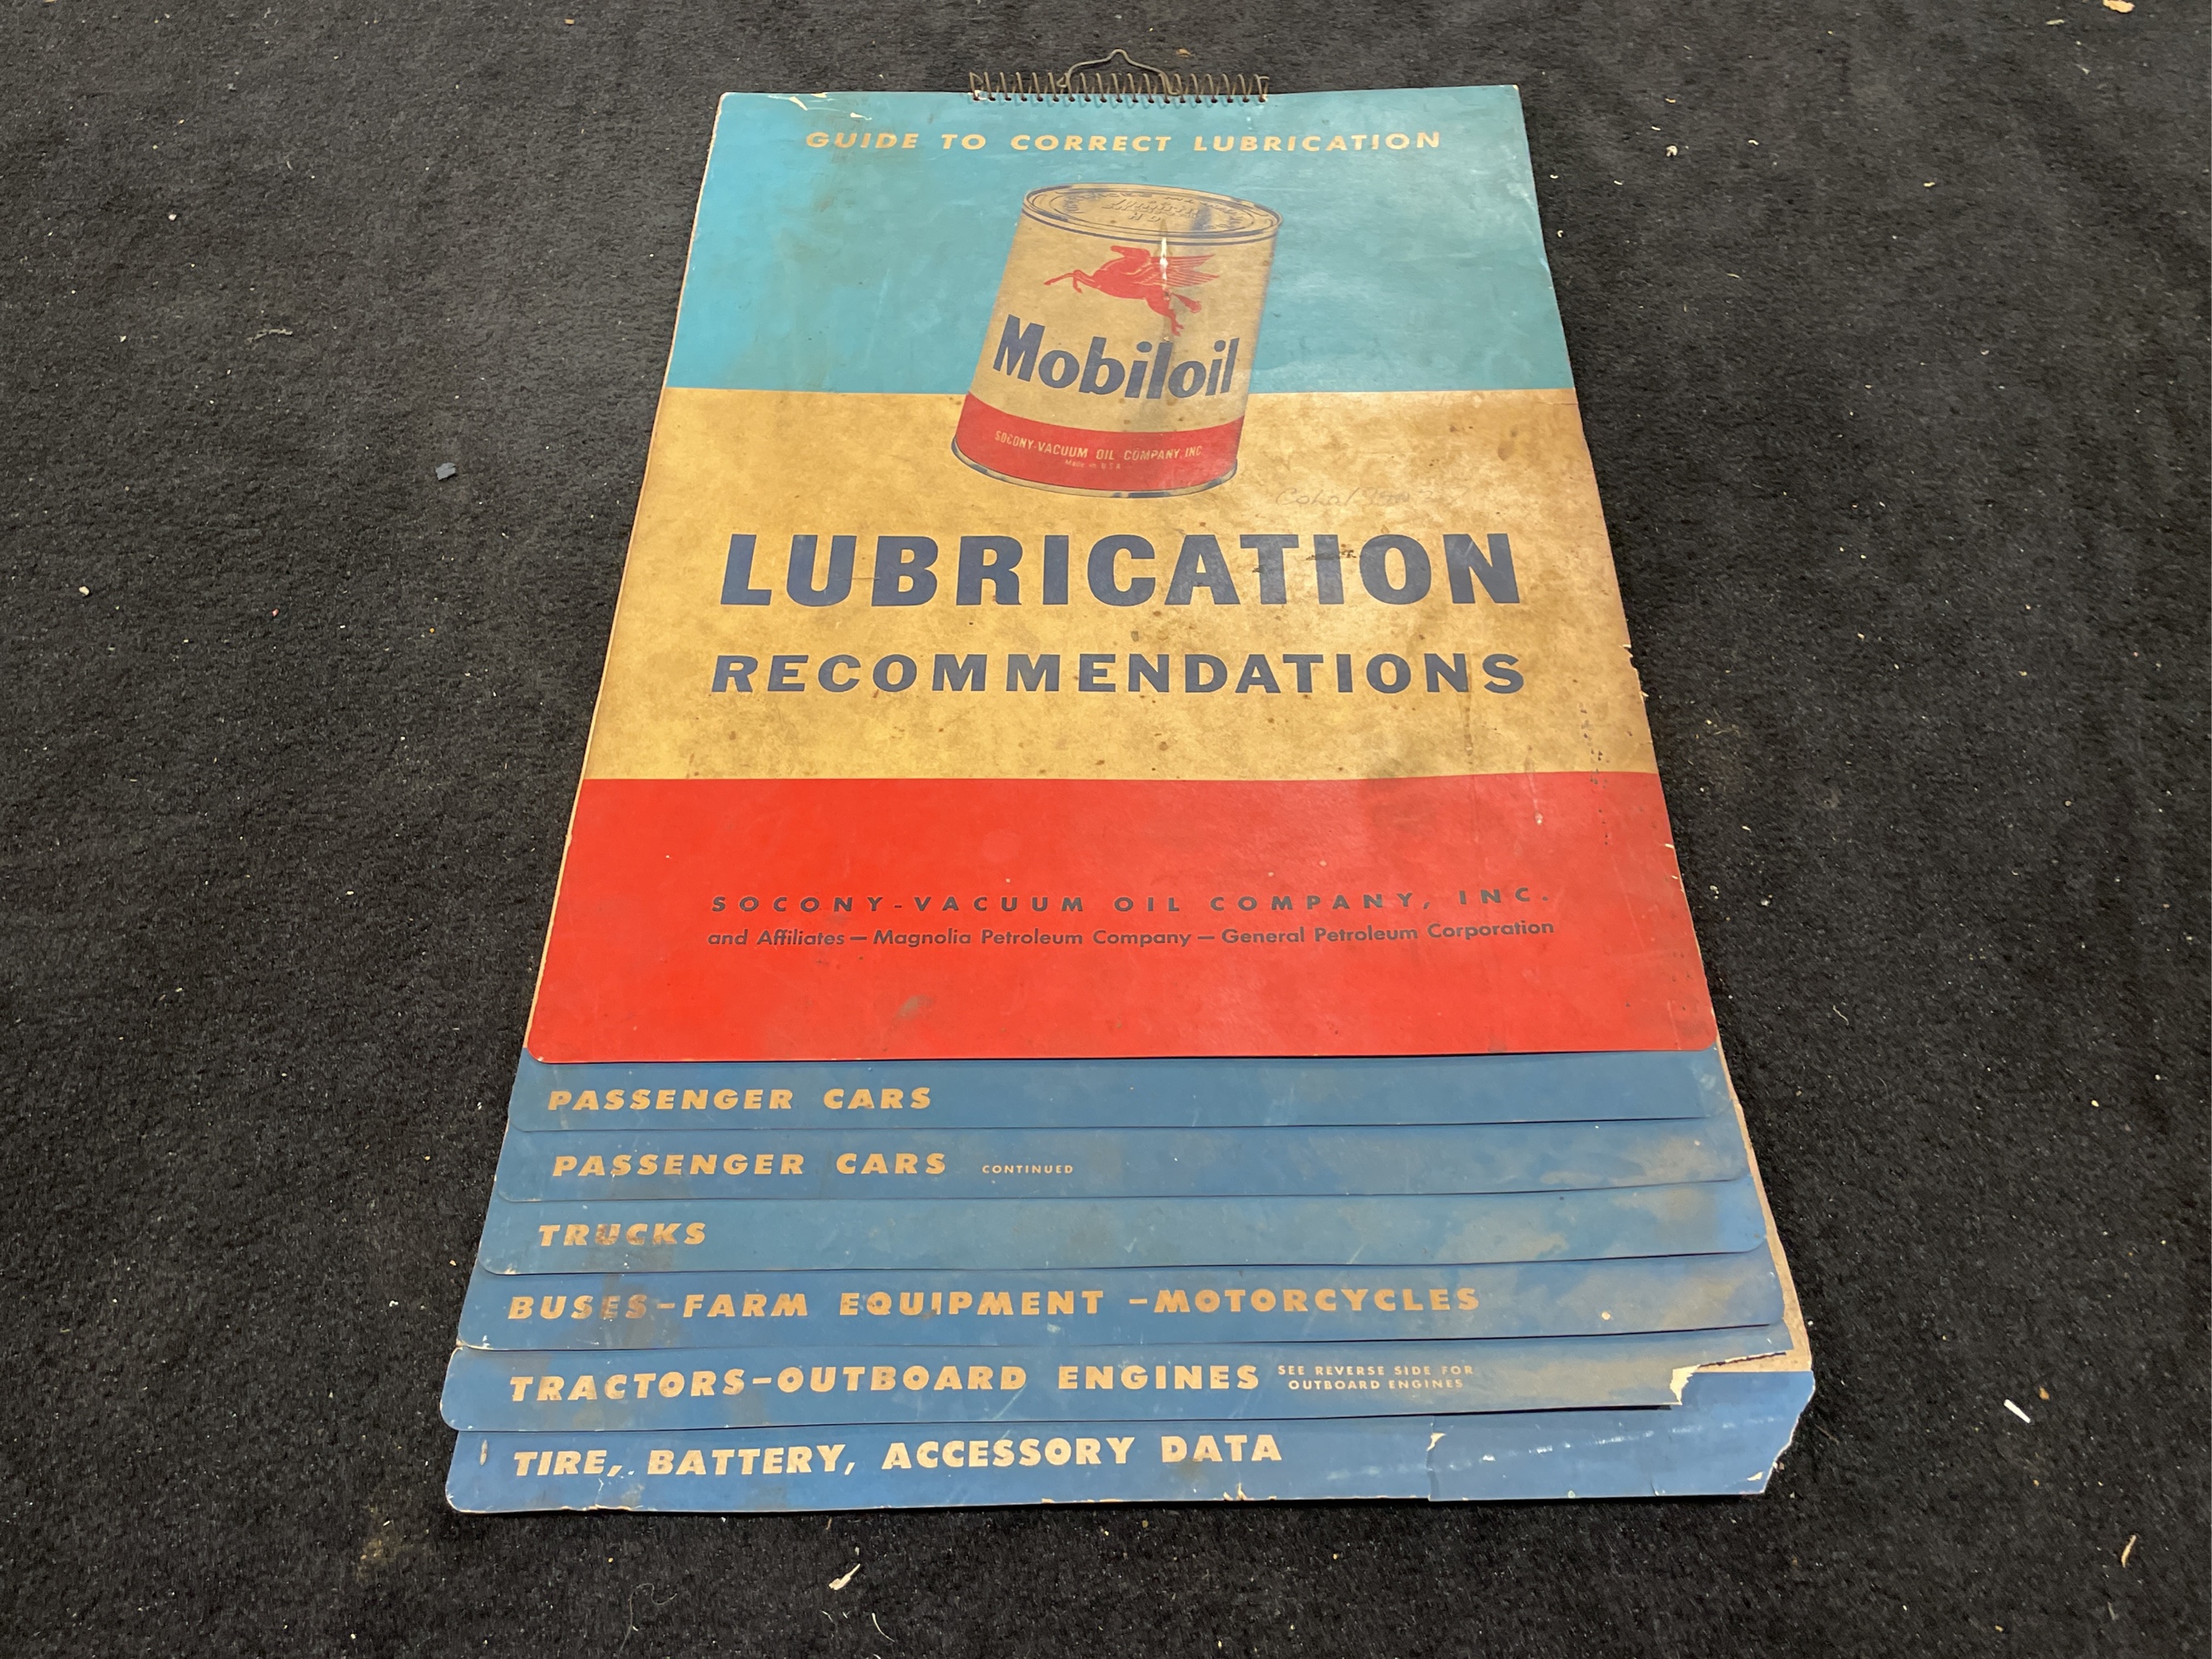 GUIDE TO CORRECT LUBRICATION
Mobiloil
SOCONY-VACUUM OIL COMPANY, INC.
Made in U.S.A.
LUBRICATION
RECOMMENDATIONS
SOCONY-VACUUM OIL COMPANY, INC.
and Affiliates — Magnolia Petroleum Company — General Petroleum Corporation
PASSENGER CARS
PASSENGER CARS CONTINUED
TRUCKS
BUSES-FARM EQUIPMENT -MOTORCYCLES
TRACTORS-OUTBOARD ENGINES SEE REVERSE SIDE FOR
OUTBOARD ENGINES
TIRE, BATTERY, ACCESSORY DATA